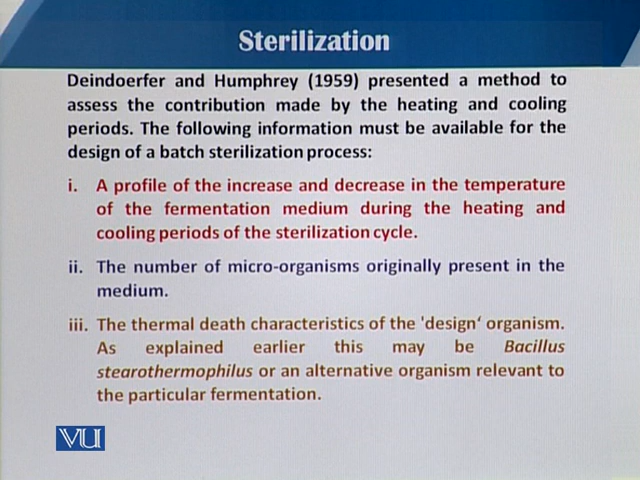 Sterilization
Deindoerfer and Humphrey (1959) presented a method to
assess the contribution made by the heating and cooling
periods. The following information must be available for the
design of a batch sterilization process:
i. A profile of the increase and decrease in the temperature
of the fermentation medium during the heating and
cooling periods of the sterilization cycle.
ii. The number of micro-organisms originally present in the
medium.
iii. The thermal death characteristics of the 'design‘ organism.
As explained earlier this may be Bacillus
stearothermophilus or an alternative organism relevant to
the particular fermentation.
VU